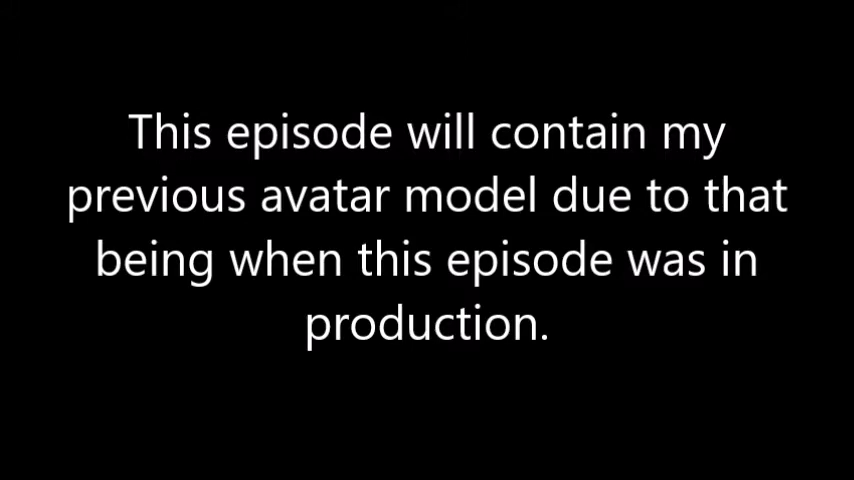 This episode will contain my
previous avatar model due to that
being when this episode was in
production.